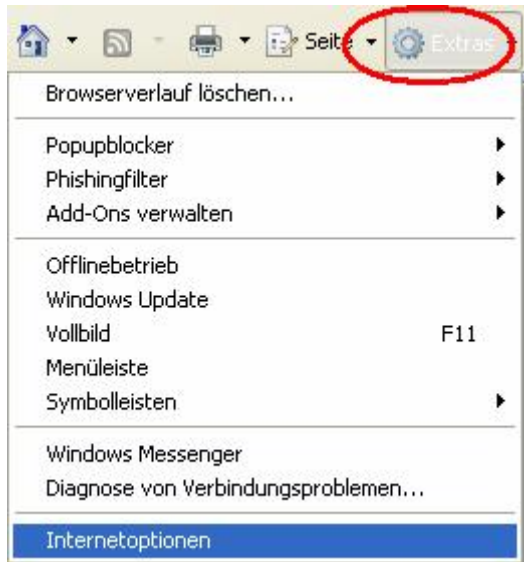 Seite Extras
Browserverlauf löschen...
Popupblocker
Phishingfilter
Add-Ons verwalten
Offlinebetrieb
Windows Update
Vollbild F11
Menüleiste
Symbolleisten
Windows Messenger
Diagnose von Verbindungsproblemen...
Internetoptionen